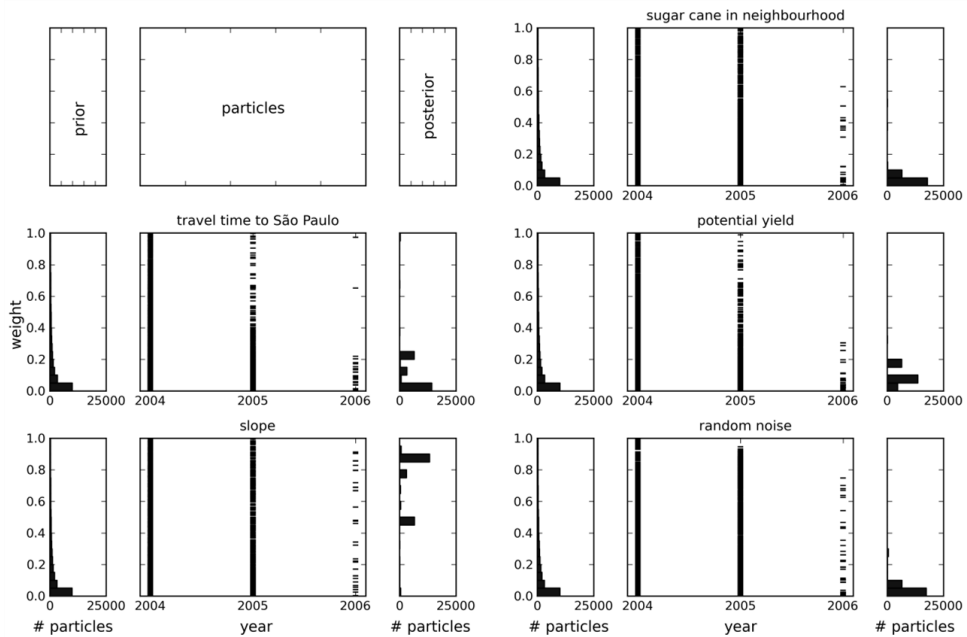 prior
particles
posterior
sugar cane in neighbourhood
1.0
0.8
0.6
0.4
0.2
0.0
0 25000
2004 2005 2006
0 25000
travel time to São Paulo
weight
1.0
0.8
0.6
0.4
0.2
0.0
0 25000
2004 2005 2006
0 25000
potential yield
1.0
0.8
0.6
0.4
0.2
0.0
0 25000
2004 2005 2006
0 25000
slope
1.0
0.8
0.6
0.4
0.2
0.0
0 25000
2004 2005 2006
0 25000
# particles year # particles
random noise
1.0
0.8
0.6
0.4
0.2
0.0
0 25000
2004 2005 2006
0 25000
# particles year # particles